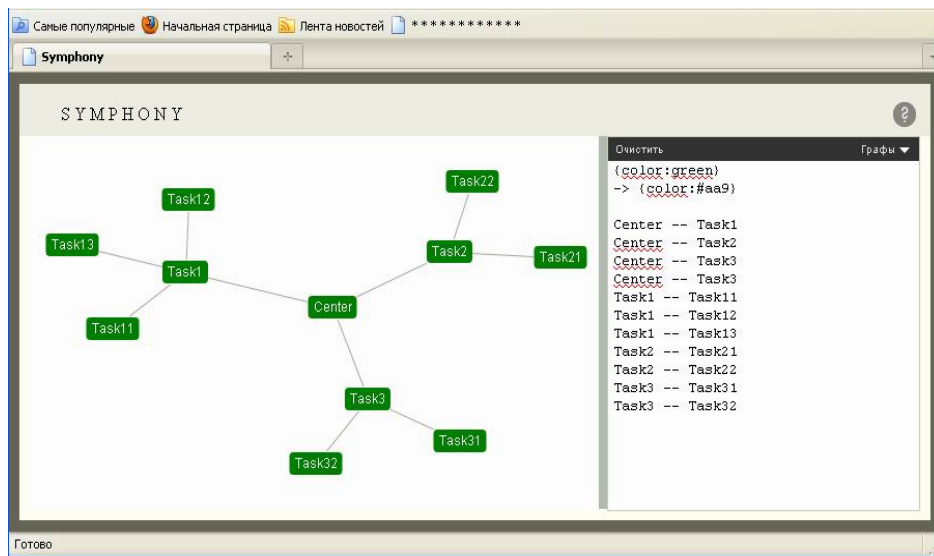 Самые популярные Начальная страница Лента новостей ************
Symphony
SYMPHONY
?
Очистить Графы
{color:green}
-> {color:#aa9}
Center -- Task1
Center -- Task2
Center -- Task3
Center -- Task3
Task1 -- Task11
Task1 -- Task12
Task1 -- Task13
Task2 -- Task21
Task2 -- Task22
Task3 -- Task31
Task3 -- Task32
Task22
Task12
Task13
Task2
Task21
Task1
Center
Task11
Task3
Task31
Task32
Готово